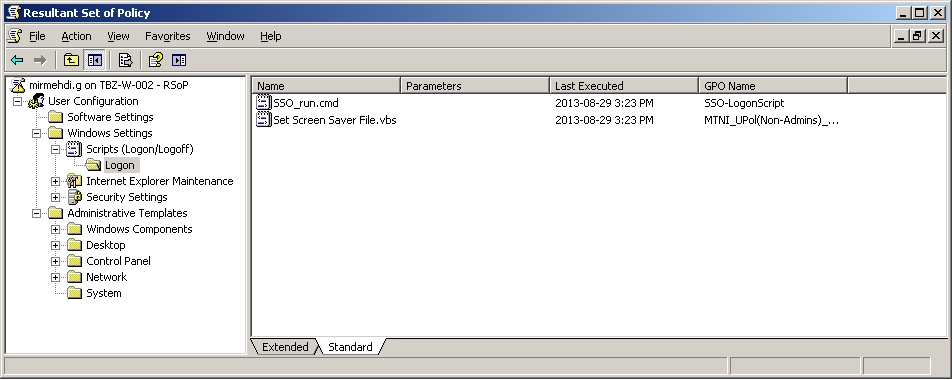 Resultant Set of Policy
File Action View Favorites Window Help
mirmehdi.g on TBZ-W-002 - RSoP
User Configuration
Software Settings
Windows Settings
Scripts (Logon/Logoff)
Logon
Internet Explorer Maintenance
Security Settings
Administrative Templates
Windows Components
Desktop
Control Panel
Network
System
Name Parameters Last Executed GPO Name
SSO_run.cmd 2013-08-29 3:23 PM SSO-LogonScript
Set Screen Saver File.vbs 2013-08-29 3:23 PM MTNI_UPol(Non-Admins)_...
Extended Standard